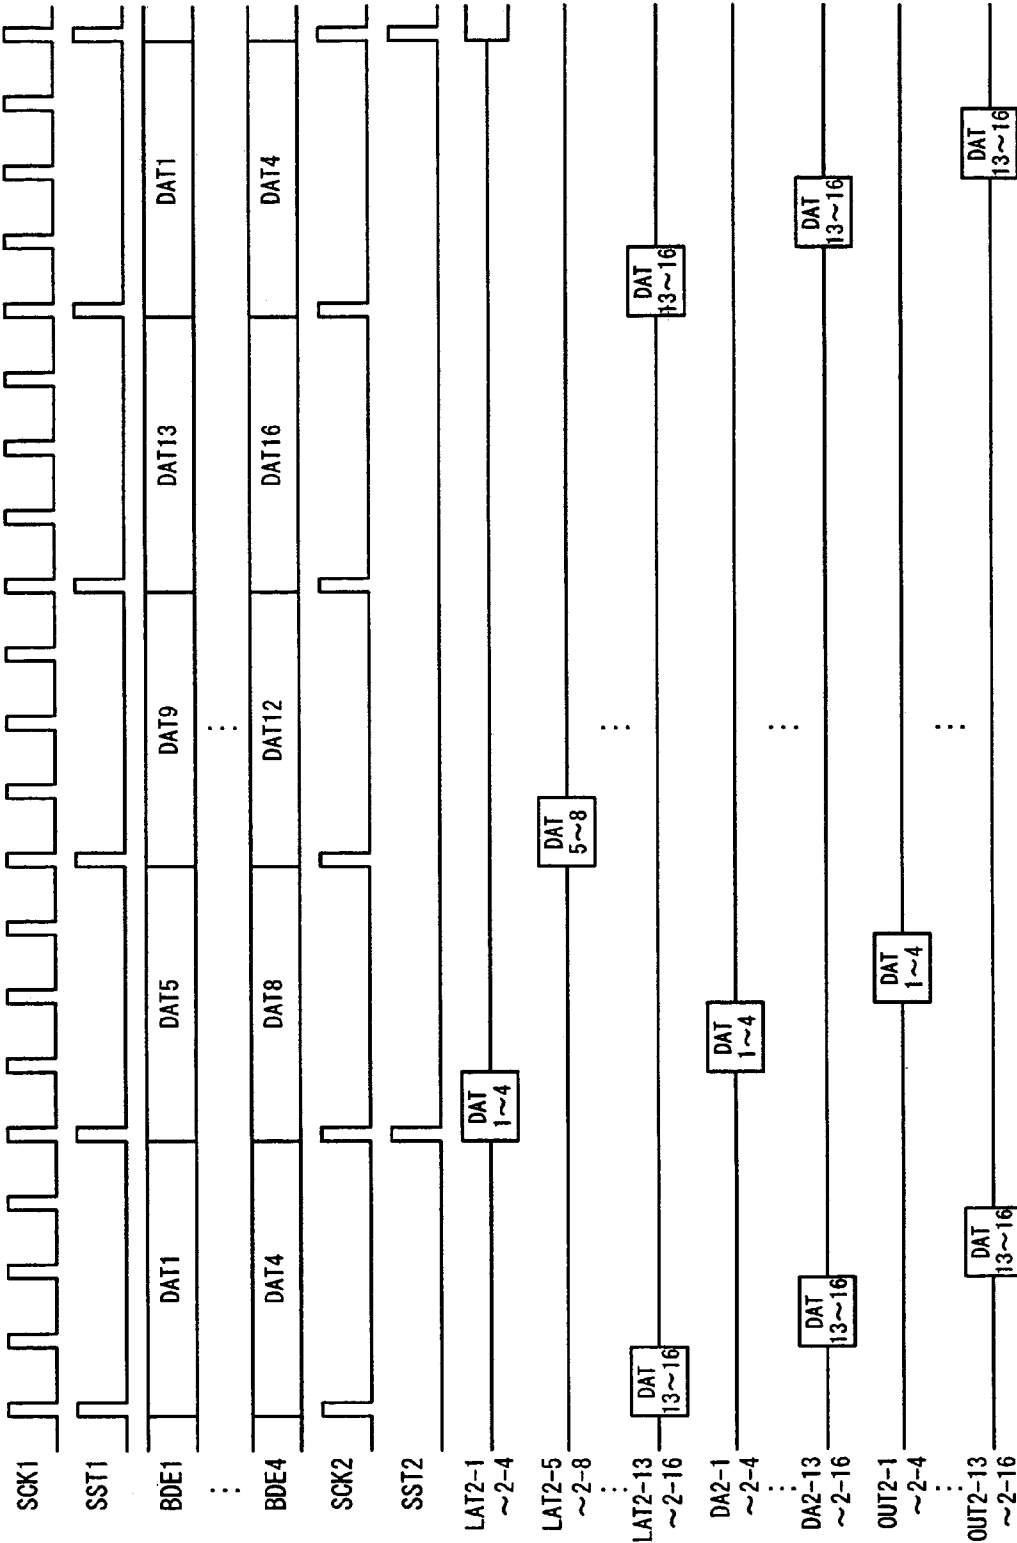 SCK1
SST1
BDE1 DAT1 DAT5 DAT9 DAT13 DAT1
⋮ ⋮
BDE4 DAT4 DAT8 DAT12 DAT16 DAT4
SCK2
SST2
LAT2-1
～2-4
DAT
1～4
LAT2-5
～2-8
DAT
5～8
⋮ ⋮
LAT2-13
～2-16
DAT
13～16
DAT
13～16
DA2-1
～2-4
DAT
1～4
⋮ ⋮
DA2-13
～2-16
DAT
13～16
DAT
13～16
OUT2-1
～2-4
DAT
1～4
⋮ ⋮
OUT2-13
～2-16
DAT
13～16
DAT
13～16